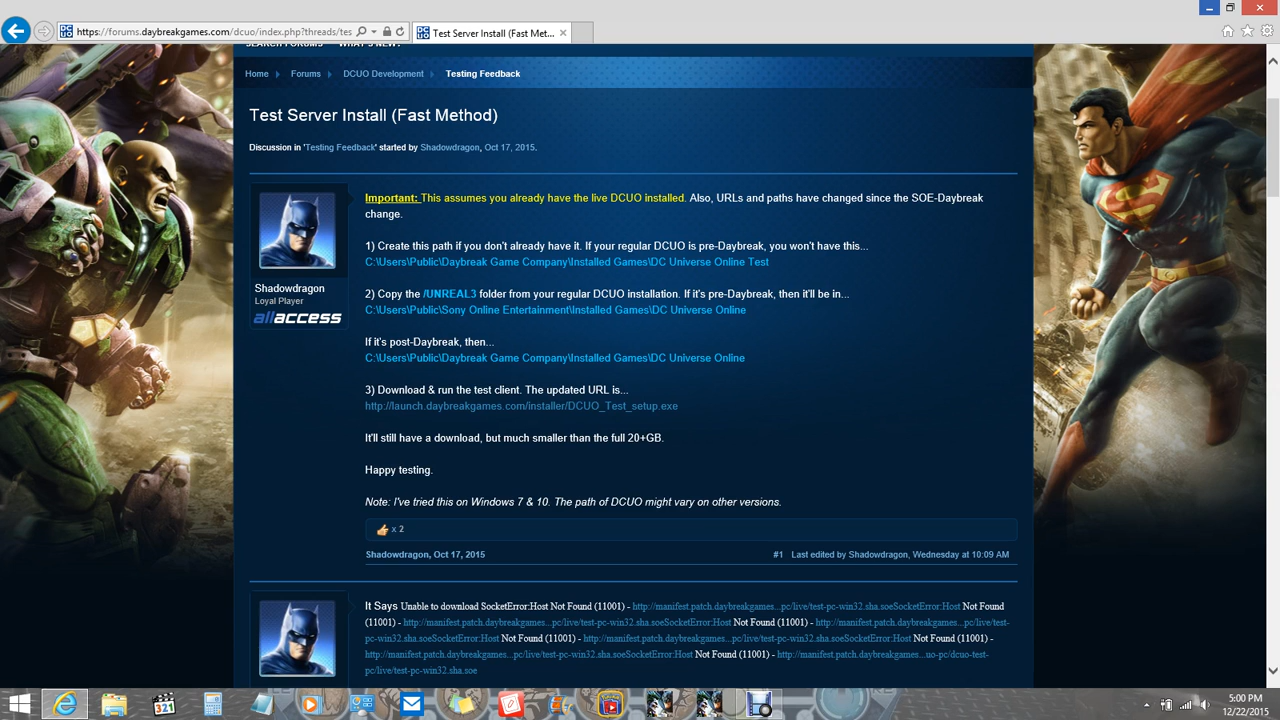 https://forums.daybreakgames.com/dcuo/index.php?threads/tes
Test Server Install (Fast Met...
SEARCH FORUMS WHAT'S NEW?
Home Forums DCUO Development Testing Feedback
Test Server Install (Fast Method)
Discussion in 'Testing Feedback' started by Shadowdragon, Oct 17, 2015.
Important: This assumes you already have the live DCUO installed. Also, URLs and paths have changed since the SOE-Daybreak
change.
1) Create this path if you don't already have it. If your regular DCUO is pre-Daybreak, you won't have this...
C:\Users\Public\Daybreak Game Company\Installed Games\DC Universe Online Test
Shadowdragon
Loyal Player
allaccess
2) Copy the /UNREAL3 folder from your regular DCUO installation. If it's pre-Daybreak, then it'll be in...
C:\Users\Public\Sony Online Entertainment\Installed Games\DC Universe Online
If it's post-Daybreak, then...
C:\Users\Public\Daybreak Game Company\Installed Games\DC Universe Online
3) Download & run the test client. The updated URL is...
http://launch.daybreakgames.com/installer/DCUO_Test_setup.exe
It'll still have a download, but much smaller than the full 20+GB.
Happy testing.
Note: I've tried this on Windows 7 & 10. The path of DCUO might vary on other versions.
x 2
Shadowdragon, Oct 17, 2015 #1 Last edited by Shadowdragon, Wednesday at 10:09 AM
It Says Unable to download SocketError:Host Not Found (11001) - http://manifest.patch.daybreakgames...pc/live/test-pc-win32.sha.soeSocketError:Host Not Found
(11001) - http://manifest.patch.daybreakgames...pc/live/test-pc-win32.sha.soeSocketError:Host Not Found (11001) - http://manifest.patch.daybreakgames...pc/live/test-
pc-win32.sha.soeSocketError:Host Not Found (11001) - http://manifest.patch.daybreakgames...pc/live/test-pc-win32.sha.soeSocketError:Host Not Found (11001) -
http://manifest.patch.daybreakgames...pc/live/test-pc-win32.sha.soeSocketError:Host Not Found (11001) - http://manifest.patch.daybreakgames...uo-pc/dcuo-test-
pc/live/test-pc-win32.sha.soe
321
5:00 PM
12/22/2015